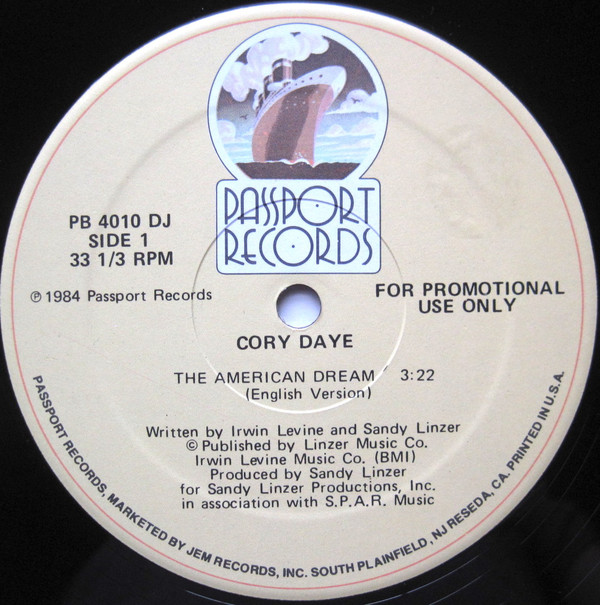 PASSPORT
RECORDS
PB 4010 DJ
SIDE 1
33 1/3 RPM
℗ 1984 Passport Records
FOR PROMOTIONAL
USE ONLY
CORY DAYE
THE AMERICAN DREAM 3:22
(English Version)
Written by Irwin Levine and Sandy Linzer
© Published by Linzer Music Co.
Irwin Levine Music Co. (BMI)
Produced by Sandy Linzer
for Sandy Linzer Productions, Inc.
in association with S.P.A.R. Music
PASSPORT RECORDS, MARKETED BY JEM RECORDS, INC. SOUTH PLAINFIELD, NJ RESEDA, CA. PRINTED IN U.S.A.